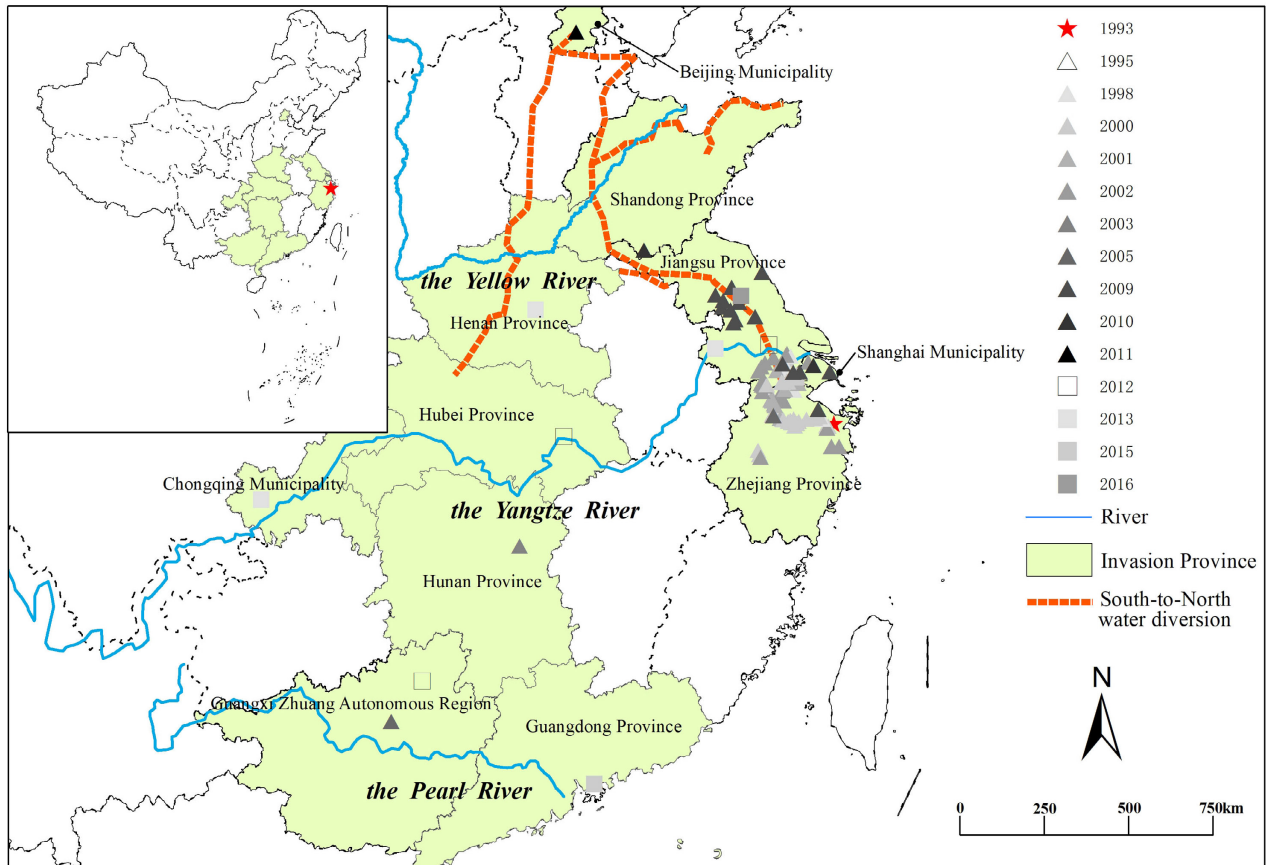 Beijing Municipality
Shandong Province
Jiangsu Province
the Yellow River
Henan Province
Shanghai Municipality
Hubei Province
Chongqing Municipality
Zhejiang Province
the Yangtze River
Hunan Province
Guangxi Zhuang Autonomous Region
Guangdong Province
the Pearl River
1993
1995
1998
2000
2001
2002
2003
2005
2009
2010
2011
2012
2013
2015
2016
River
Invasion Province
South-to-North
water diversion
N
0 250 500 750km